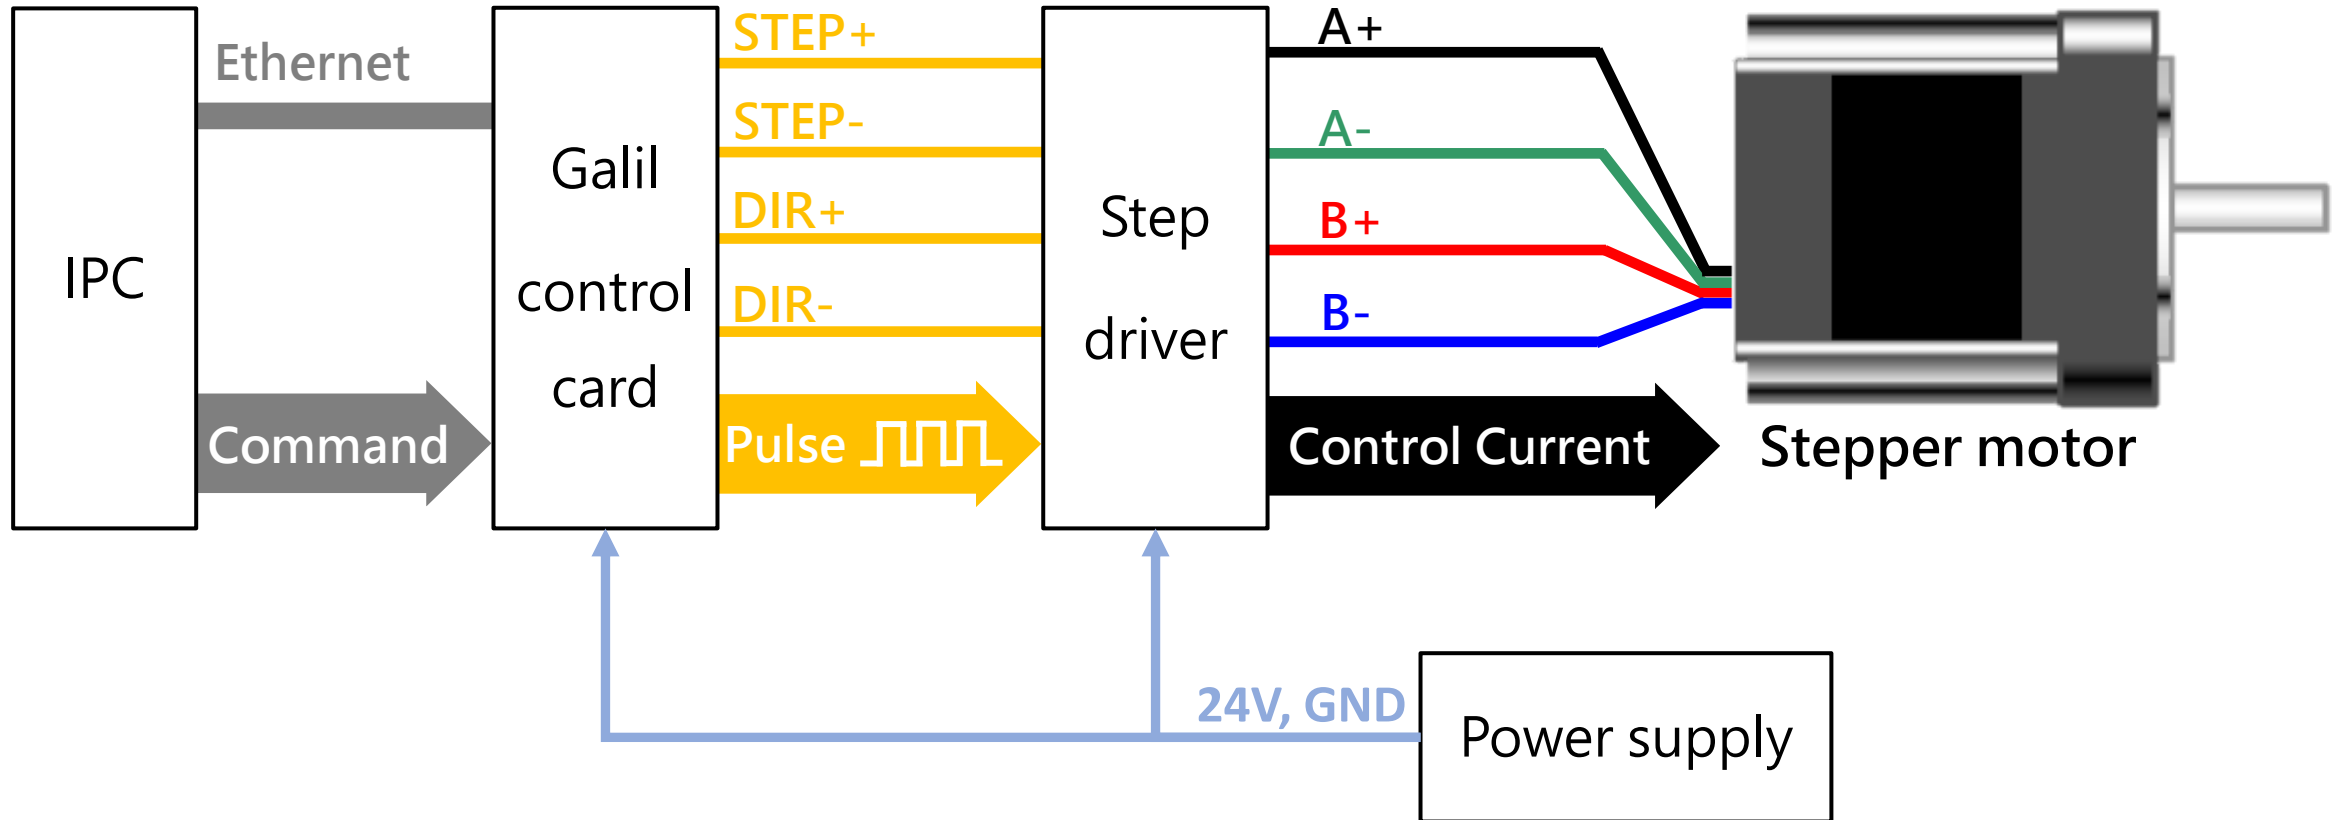 IPC
Ethernet
Command
Galil
control
card
STEP+
STEP-
DIR+
DIR-
Pulse
Step
driver
A+
A-
B+
B-
Control Current
Stepper motor
24V, GND
Power supply